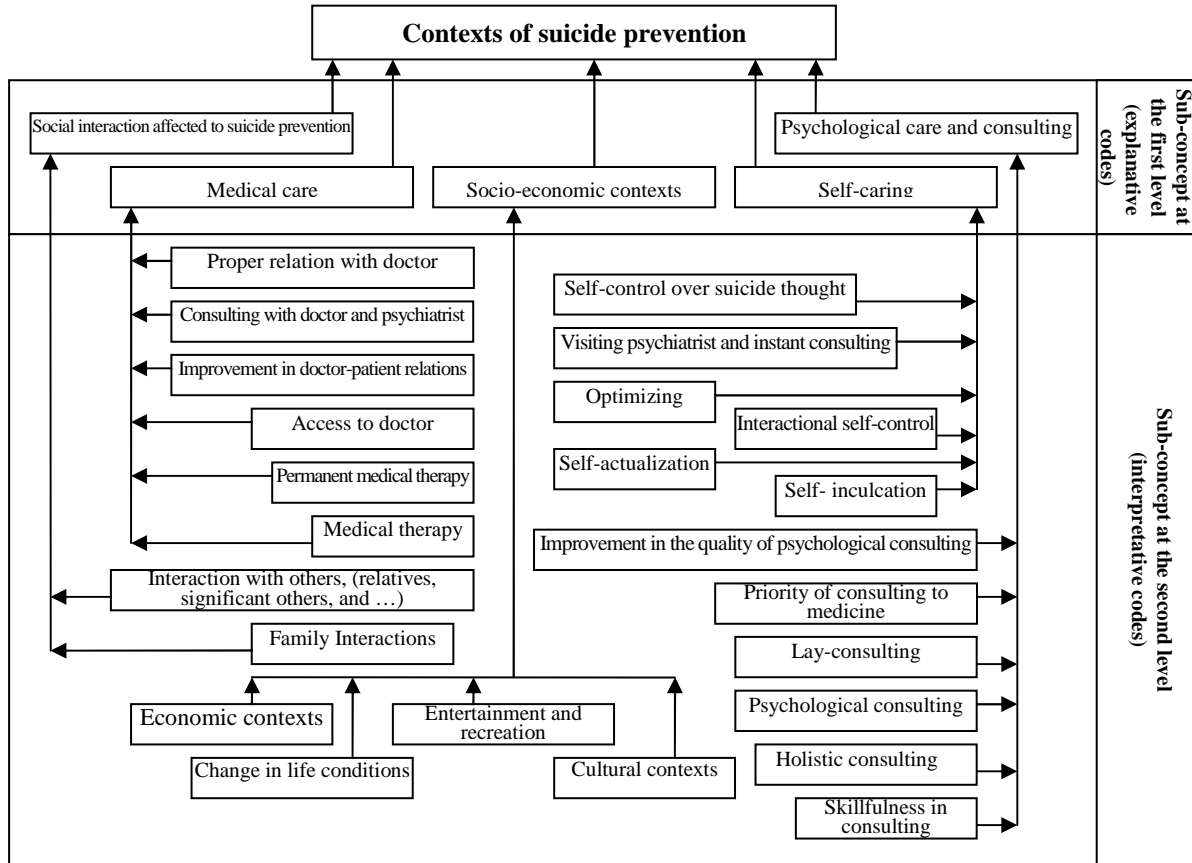 Contexts of suicide prevention
Social interaction affected to suicide prevention
Psychological care and consulting
Medical care
Socio-economic contexts
Self-caring
Sub-concept at
the first level
(explanative
codes)
Proper relation with doctor
Consulting with doctor and psychiatrist
Improvement in doctor-patient relations
Access to doctor
Permanent medical therapy
Medical therapy
Interaction with others, (relatives,
significant others, and …)
Family Interactions
Economic contexts
Entertainment and
recreation
Change in life conditions
Cultural contexts
Self-control over suicide thought
Visiting psychiatrist and instant consulting
Optimizing
Interactional self-control
Self-actualization
Self- inculcation
Improvement in the quality of psychological consulting
Priority of consulting to
medicine
Lay-consulting
Psychological consulting
Holistic consulting
Skillfulness in
consulting
Sub-concept at the second level
(interpretative codes)